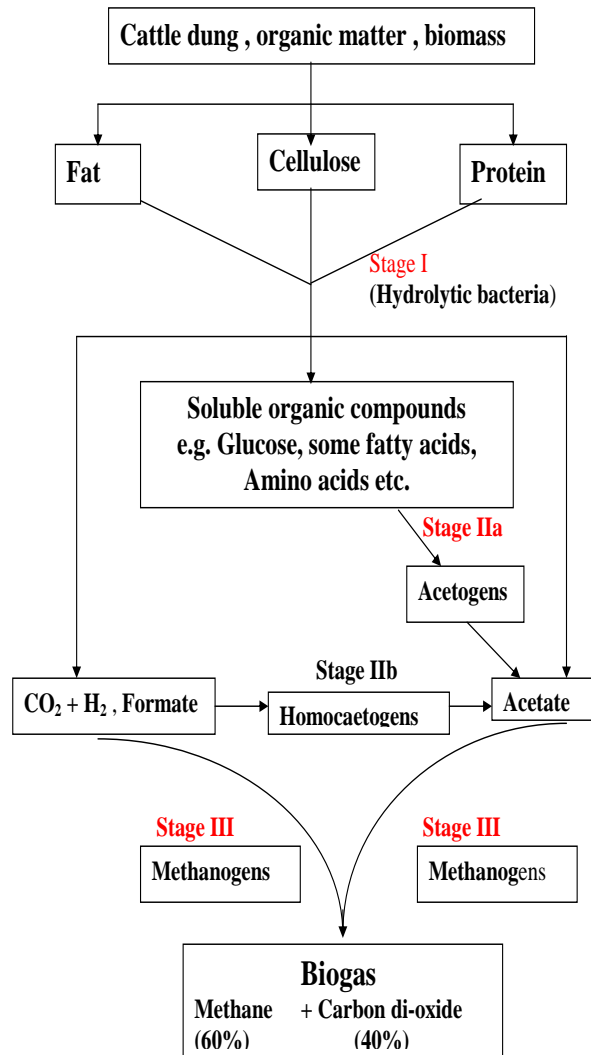 Cattle dung , organic matter , biomass
Fat
Cellulose
Protein
Stage I
(Hydrolytic bacteria)
Soluble organic compounds
e.g. Glucose, some fatty acids,
Amino acids etc.
Stage IIa
Acetogens
Stage IIb
CO₂ + H₂ , Formate
Homocaetogens
Acetate
Stage III
Stage III
Methanogens
Methanogens
Biogas
Methane + Carbon di-oxide
(60%) (40%)